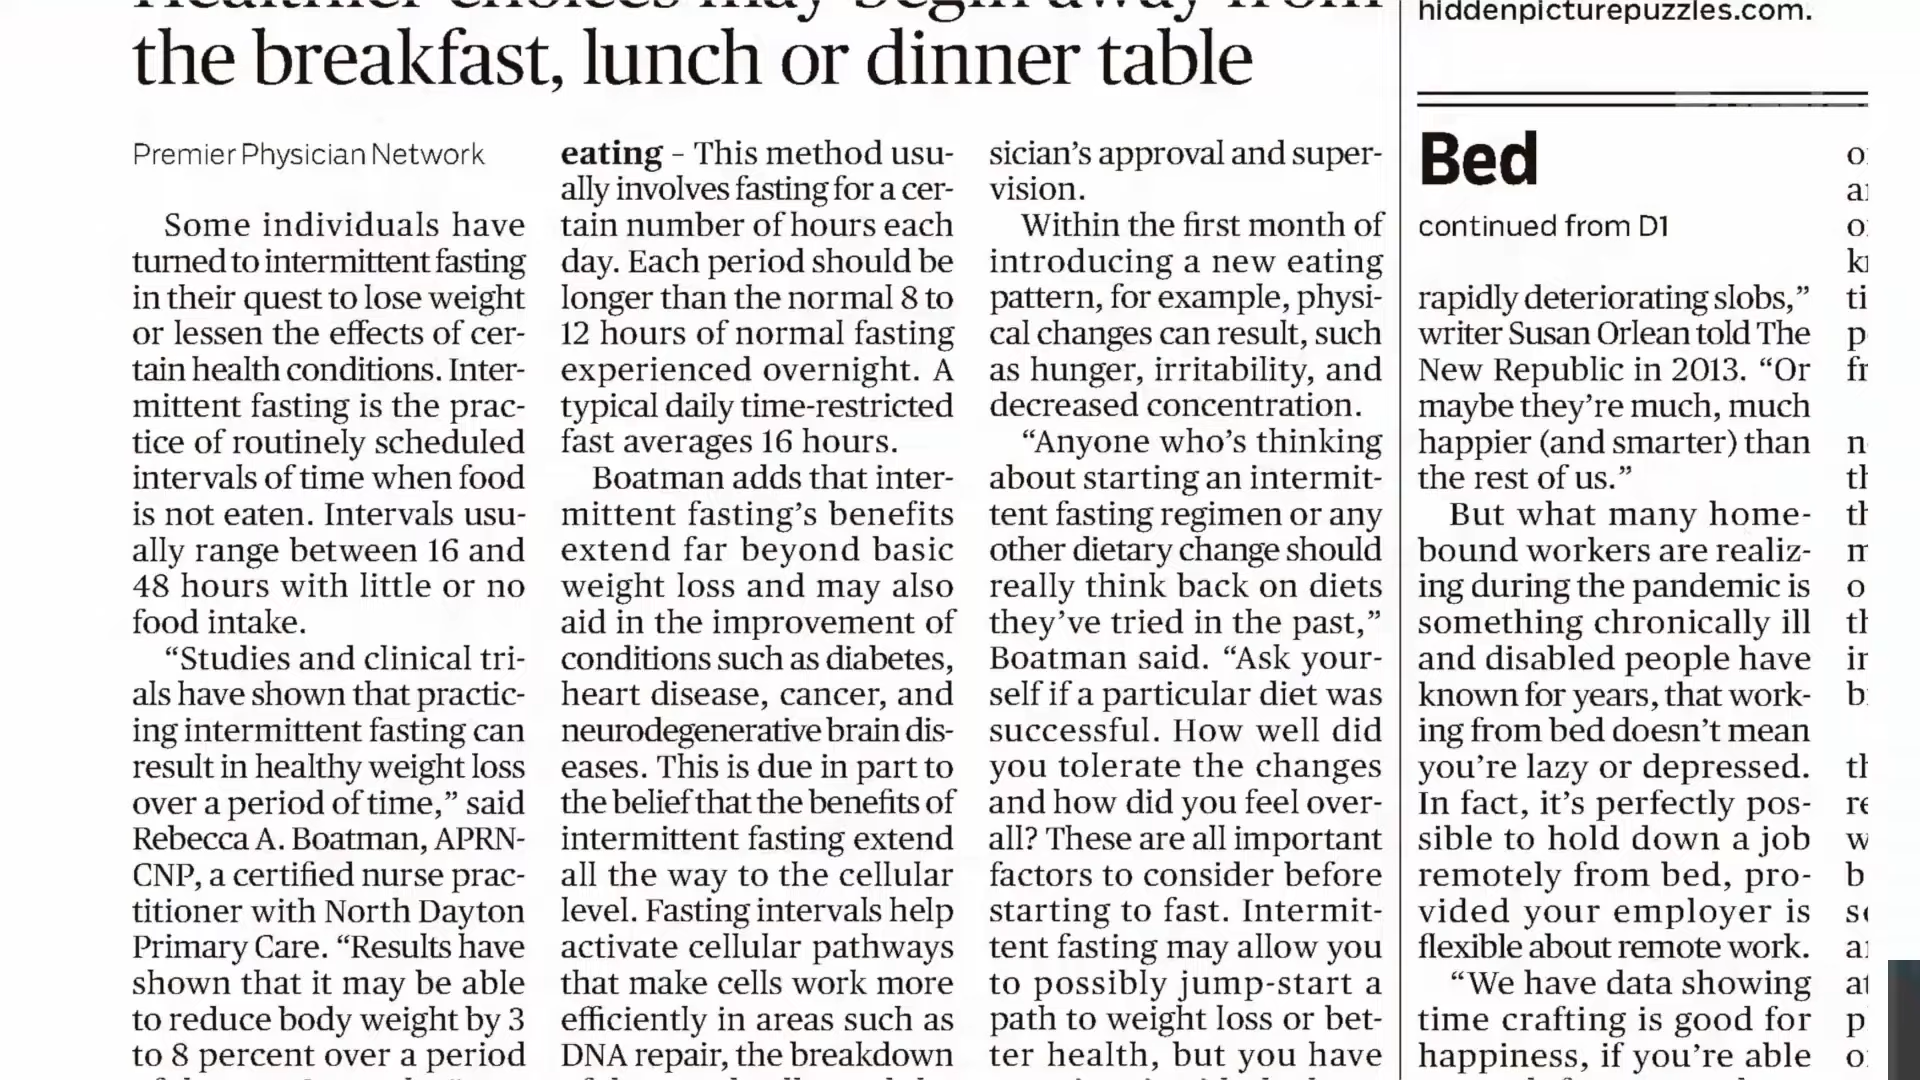 Healthier choices may begin away from
the breakfast, lunch or dinner table
Premier Physician Network
Some individuals have
turned to intermittent fasting
in their quest to lose weight
or lessen the effects of cer-
tain health conditions. Inter-
mittent fasting is the prac-
tice of routinely scheduled
intervals of time when food
is not eaten. Intervals usu-
ally range between 16 and
48 hours with little or no
food intake.
“Studies and clinical tri-
als have shown that practic-
ing intermittent fasting can
result in healthy weight loss
over a period of time,” said
Rebecca A. Boatman, APRN-
CNP, a certified nurse prac-
titioner with North Dayton
Primary Care. “Results have
shown that it may be able
to reduce body weight by 3
to 8 percent over a period
eating – This method usu-
ally involves fasting for a cer-
tain number of hours each
day. Each period should be
longer than the normal 8 to
12 hours of normal fasting
experienced overnight. A
typical daily time-restricted
fast averages 16 hours.
Boatman adds that inter-
mittent fasting’s benefits
extend far beyond basic
weight loss and may also
aid in the improvement of
conditions such as diabetes,
heart disease, cancer, and
neurodegenerative brain dis-
eases. This is due in part to
the belief that the benefits of
intermittent fasting extend
all the way to the cellular
level. Fasting intervals help
activate cellular pathways
that make cells work more
efficiently in areas such as
DNA repair, the breakdown
sician’s approval and super-
vision.
Within the first month of
introducing a new eating
pattern, for example, physi-
cal changes can result, such
as hunger, irritability, and
decreased concentration.
“Anyone who’s thinking
about starting an intermit-
tent fasting regimen or any
other dietary change should
really think back on diets
they’ve tried in the past,”
Boatman said. “Ask your-
self if a particular diet was
successful. How well did
you tolerate the changes
and how did you feel over-
all? These are all important
factors to consider before
starting to fast. Intermit-
tent fasting may allow you
to possibly jump-start a
path to weight loss or bet-
ter health, but you have
hiddenpicturepuzzles.com.
Bed
continued from D1
rapidly deteriorating slobs,”
writer Susan Orlean told The
New Republic in 2013. “Or
maybe they’re much, much
happier (and smarter) than
the rest of us.”
But what many home-
bound workers are realiz-
ing during the pandemic is
something chronically ill
and disabled people have
known for years, that work-
ing from bed doesn’t mean
you’re lazy or depressed.
In fact, it’s perfectly pos-
sible to hold down a job
remotely from bed, pro-
vided your employer is
flexible about remote work.
“We have data showing
time crafting is good for
happiness, if you’re able